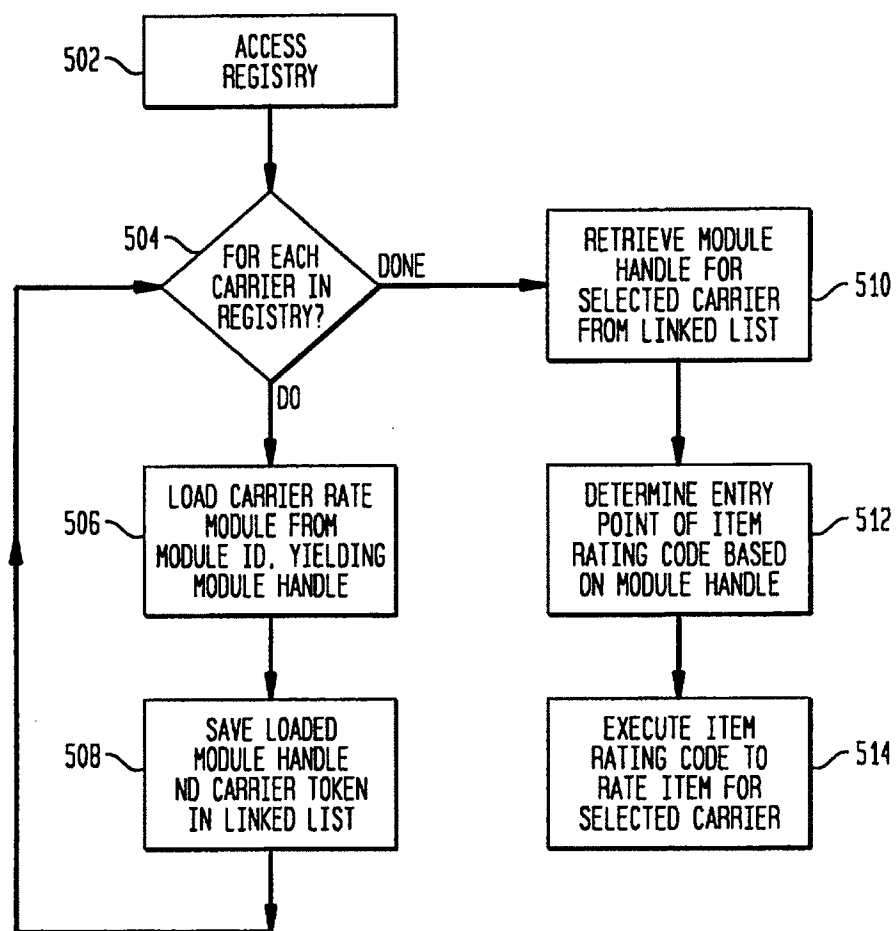 502
ACCESS
REGISTRY
504
FOR EACH
CARRIER IN
REGISTRY?
DONE
DO
506
LOAD CARRIER RATE
MODULE FROM
MODULE ID, YIELDING
MODULE HANDLE
508
SAVE LOADED
MODULE HANDLE
ND CARRIER TOKEN
IN LINKED LIST
RETRIEVE MODULE
HANDLE FOR
SELECTED CARRIER
FROM LINKED LIST
510
DETERMINE ENTRY
POINT OF ITEM
RATING CODE BASED
ON MODULE HANDLE
512
EXECUTE ITEM
RATING CODE TO
RATE ITEM FOR
SELECTED CARRIER
514